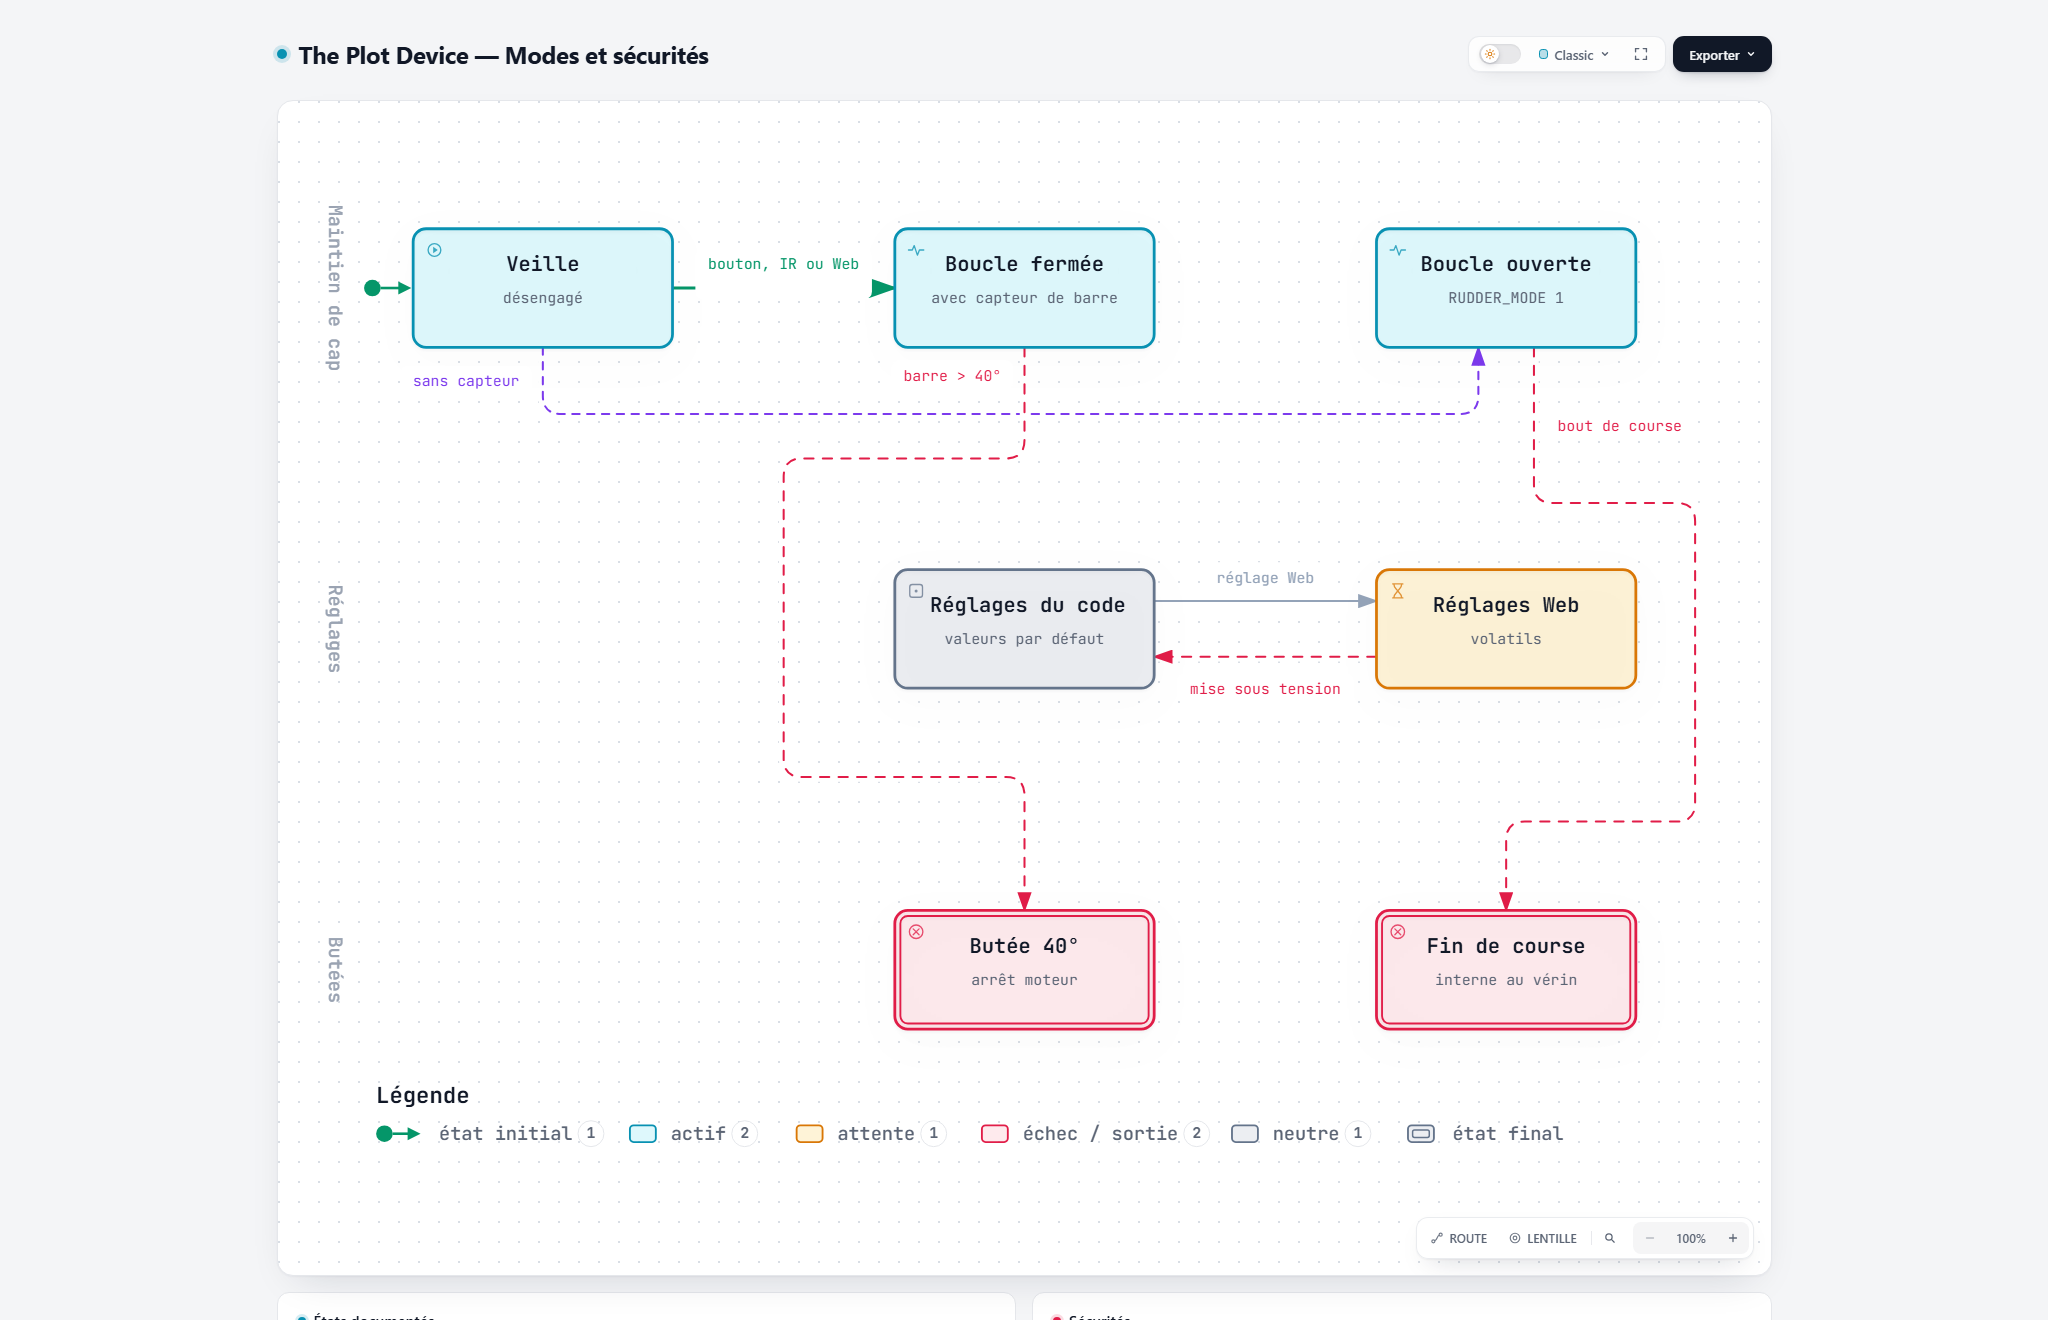 The Plot Device — Modes et sécurités
Classic
Exporter
Maintien de cap
Veille
désengagé
bouton, IR ou Web
Boucle fermée
avec capteur de barre
Boucle ouverte
RUDDER_MODE 1
sans capteur
barre > 40°
bout de course
Réglages
Réglages du code
valeurs par défaut
réglage Web
Réglages Web
volatils
mise sous tension
Butées
Butée 40°
arrêt moteur
Fin de course
interne au vérin
Légende
état initial 1
actif 2
attente 1
échec / sortie 2
neutre 1
état final
ROUTE
LENTILLE
100%
États documentés
Sécurités